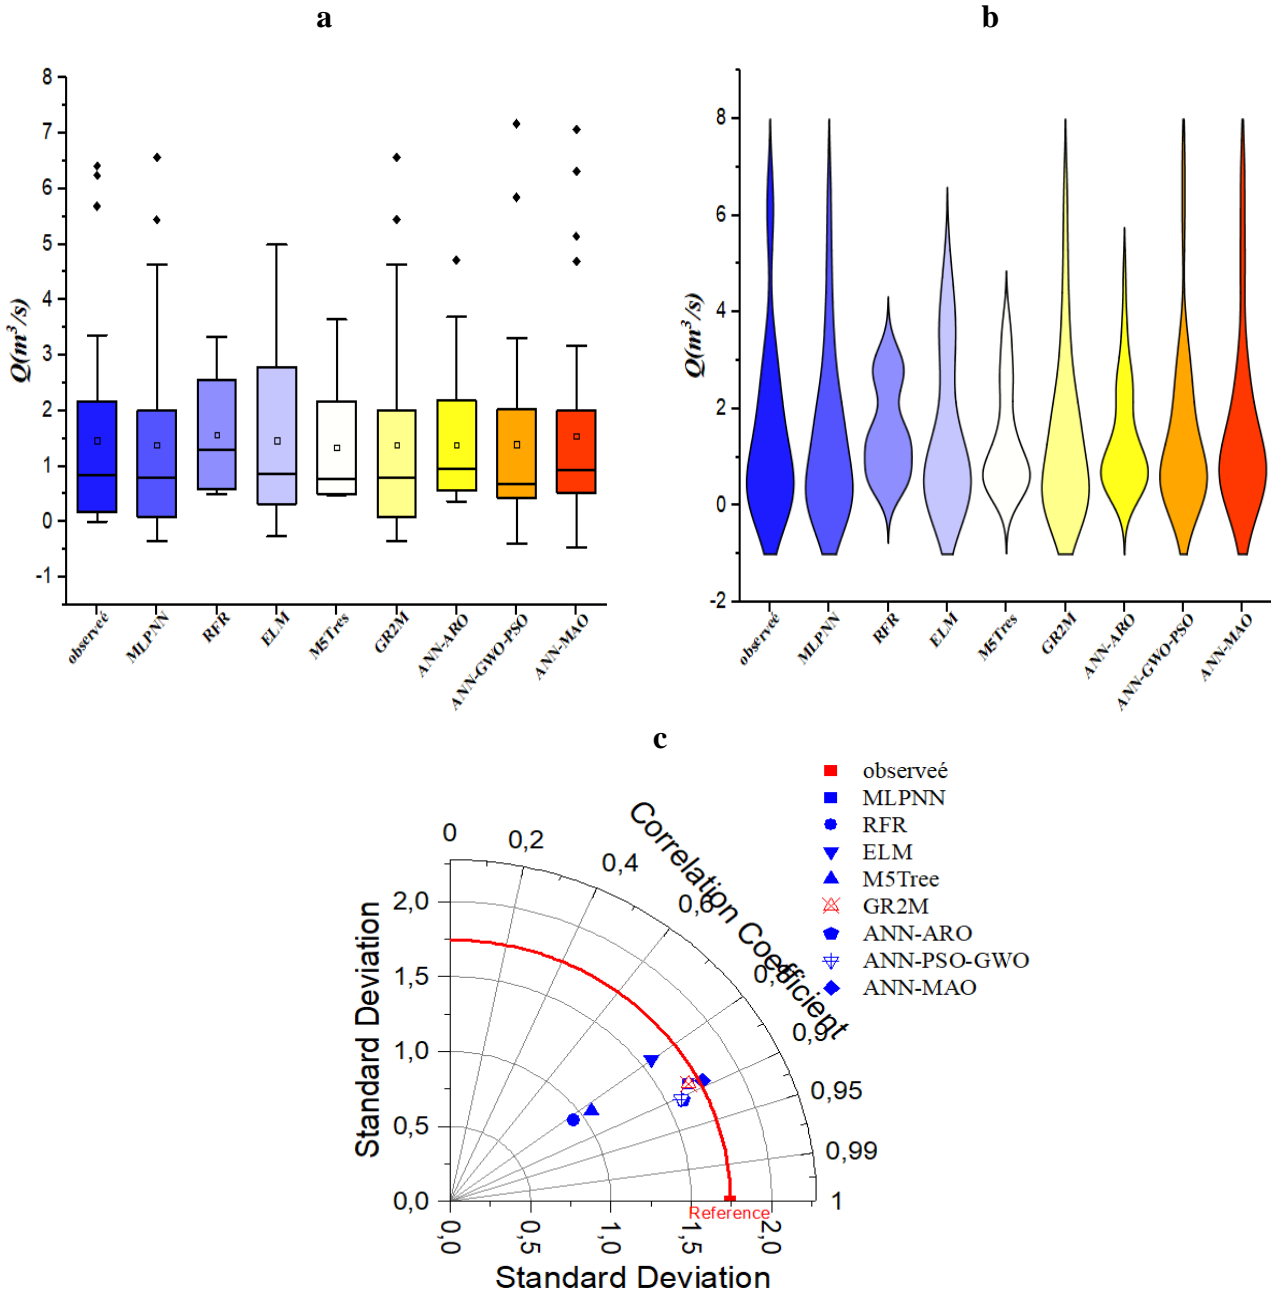 a
b
8
7
6
5
4
3
2
1
0
-1
Q(m³/s)
observeé
MLPNN
RFR
ELM
M5Tres
GR2M
ANN-ARO
ANN-GWO-PSO
ANN-MAO
8
6
4
2
0
-2
Q(m³/s)
observeé
MLPNN
RFR
ELM
M5Tres
GR2M
ANN-ARO
ANN-GWO-PSO
ANN-MAO
c
observeé
MLPNN
RFR
ELM
M5Tree
GR2M
ANN-ARO
ANN-PSO-GWO
ANN-MAO
Correlation Coefficient
0
0,2
0,4
0,6
0,8
0,9
0,95
0,99
1
Standard Deviation
2,0
1,5
1,0
0,5
0,0
Reference
0,0
0,5
1,0
1,5
2,0
Standard Deviation